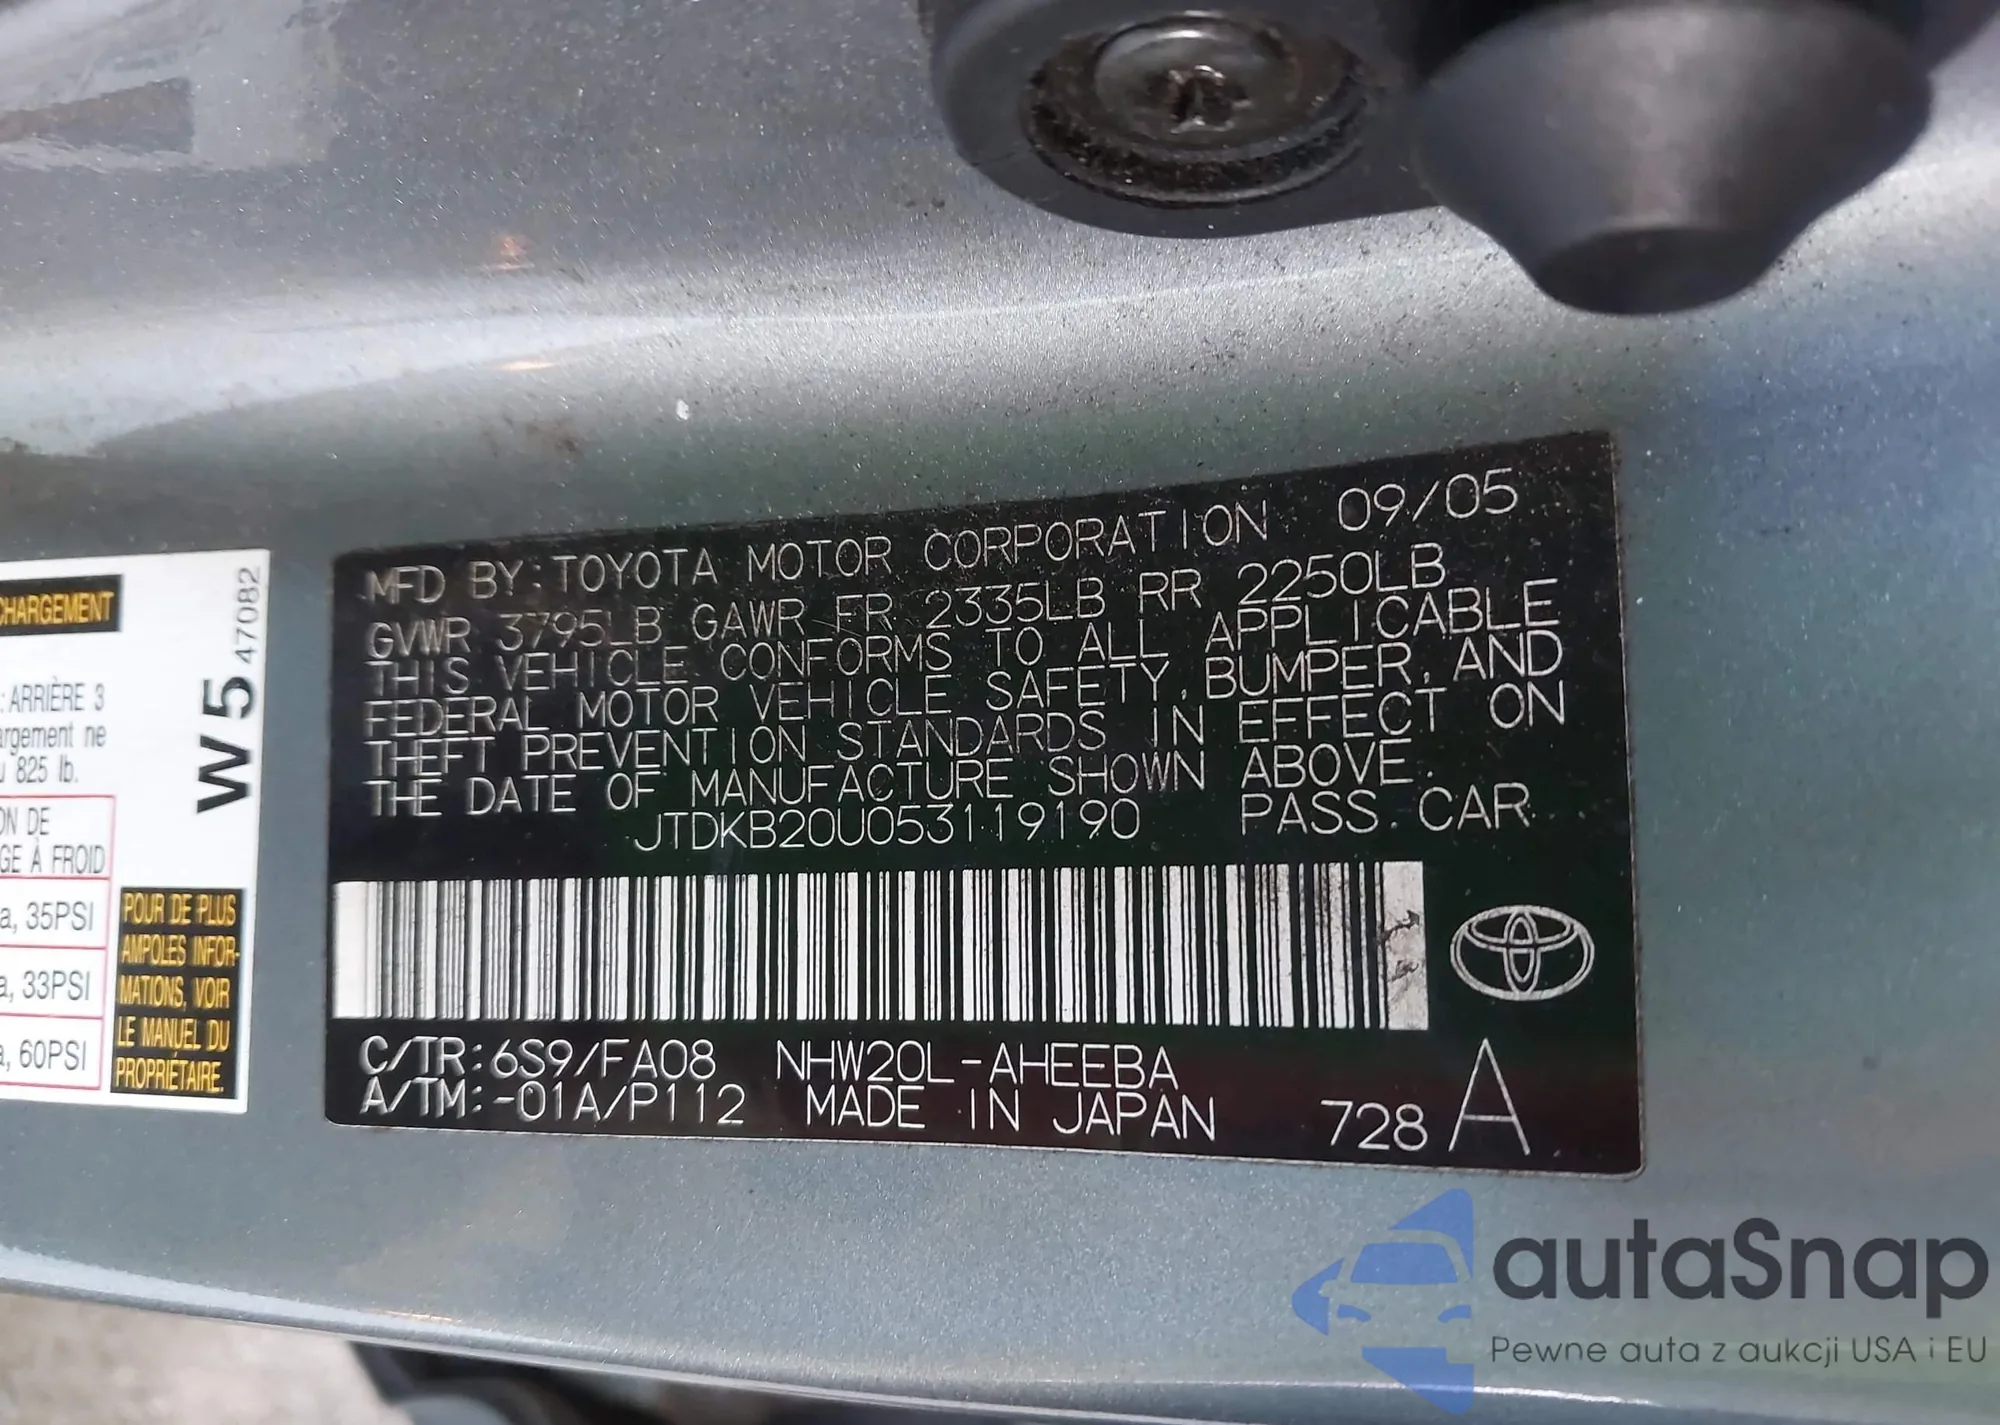 MFD BY:TOYOTA MOTOR CORPORATION 09/05
GVWR 3795LB GAWR FR 2335LB RR 2250LB
THIS VEHICLE CONFORMS TO ALL APPLICABLE
FEDERAL MOTOR VEHICLE SAFETY, BUMPER, AND
THEFT PREVENTION STANDARDS IN EFFECT ON
THE DATE OF MANUFACTURE SHOWN ABOVE.
JTDKB20U053119190 PASS. CAR
C/TR:6S9/FA08 NHW20L-AHEEBA
A/TM:-01A/P112 MADE IN JAPAN 728 A
CHARGEMENT
: ARRIÈRE 3
argement ne
u 825 lb.
ON DE
GE À FROID
a, 35PSI
a, 33PSI
a, 60PSI
W5 47082
POUR DE PLUS
AMPOLES INFOR-
MATIONS, VOIR
LE MANUEL DU
PROPRIÉTAIRE.
autaSnap
Pewne auta z aukcji USA i EU